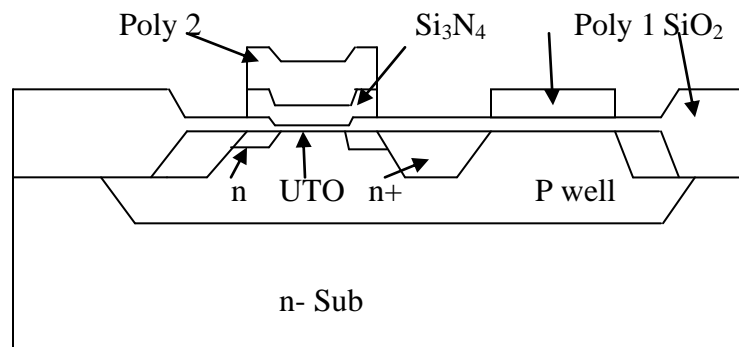 Poly 2 Si₃N₄ Poly 1 SiO₂
n UTO n+ P well
n- Sub